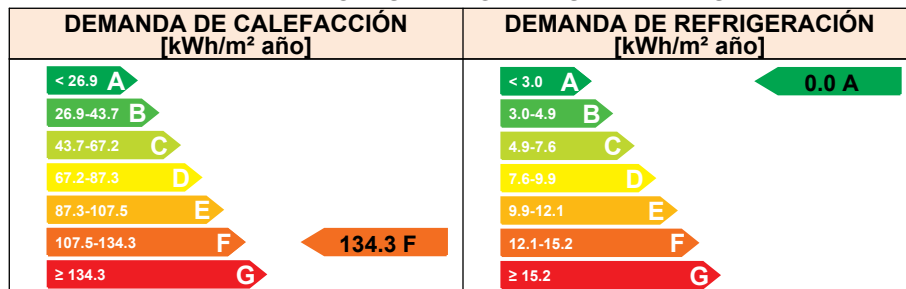 DEMANDA DE CALEFACCIÓN
[kWh/m² año]
< 26.9 A
26.9-43.7 B
43.7-67.2 C
67.2-87.3 D
87.3-107.5 E
107.5-134.3 F
134.3 F
≥ 134.3 G
DEMANDA DE REFRIGERACIÓN
[kWh/m² año]
< 3.0 A
0.0 A
3.0-4.9 B
4.9-7.6 C
7.6-9.9 D
9.9-12.1 E
12.1-15.2 F
≥ 15.2 G